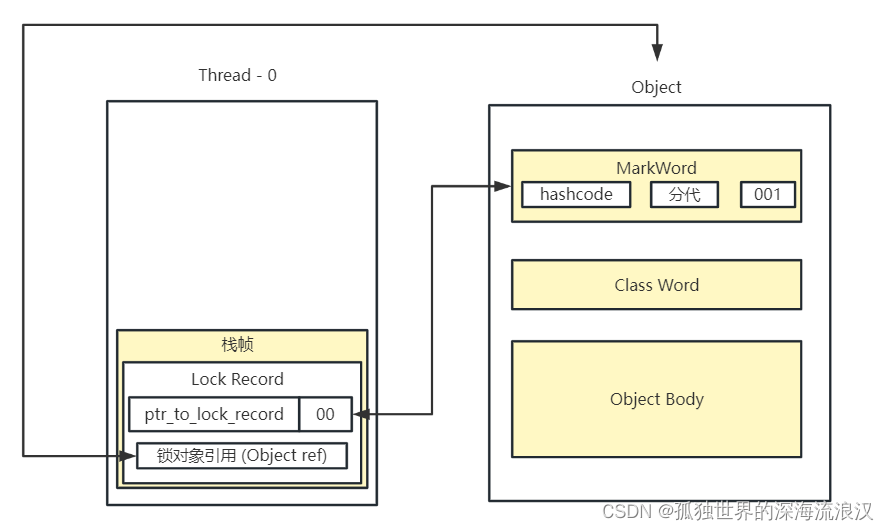 Thread - 0
Object
MarkWord
hashcode
分代
001
Class Word
Object Body
栈帧
Lock Record
ptr_to_lock_record
00
锁对象引用 (Object ref)
CSDN @孤独世界的深海流浪汉